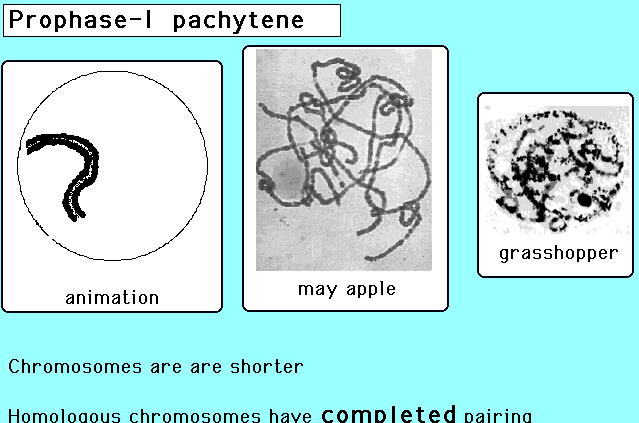 Prophase-I pachytene
animation
may apple
grasshopper
Chromosomes are are shorter
Homologous chromosomes have completed pairing